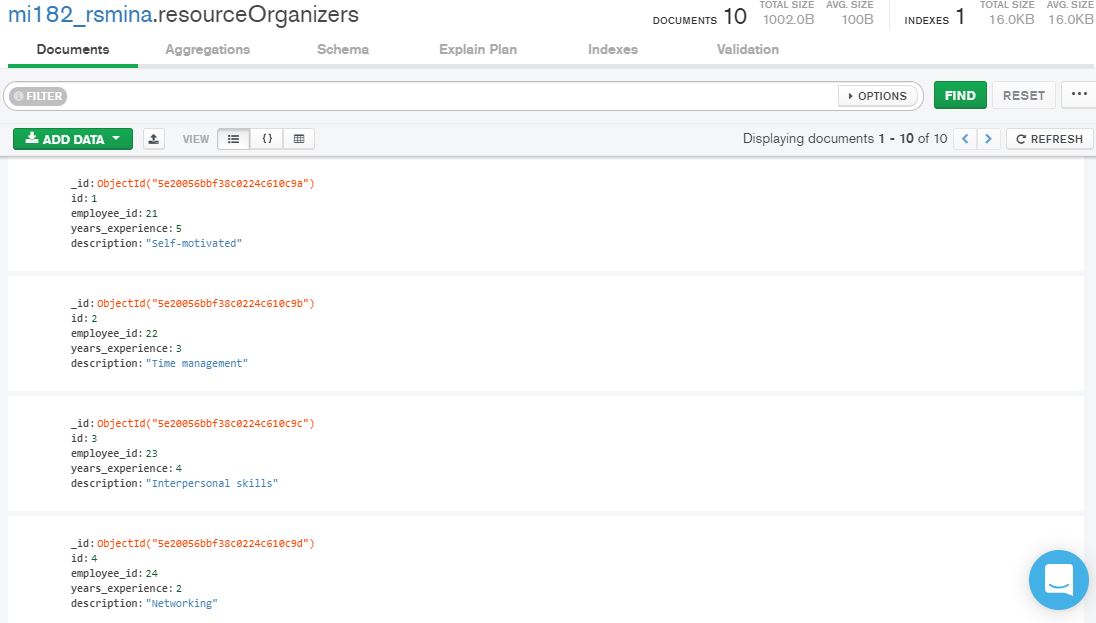 mi182_rsmina.resourceOrganizers
DOCUMENTS 10 TOTAL SIZE 1002.0B AVG. SIZE 100B INDEXES 1 TOTAL SIZE 16.0KB AVG. SIZE 16.0KB
Documents Aggregations Schema Explain Plan Indexes Validation
FILTER OPTIONS FIND RESET ...
ADD DATA VIEW {} Displaying documents 1 - 10 of 10 < > REFRESH
_id: ObjectId("5e20056bbf38c0224c610c9a")
id: 1
employee_id: 21
years_experience: 5
description: "Self-motivated"
_id: ObjectId("5e20056bbf38c0224c610c9b")
id: 2
employee_id: 22
years_experience: 3
description: "Time management"
_id: ObjectId("5e20056bbf38c0224c610c9c")
id: 3
employee_id: 23
years_experience: 4
description: "Interpersonal skills"
_id: ObjectId("5e20056bbf38c0224c610c9d")
id: 4
employee_id: 24
years_experience: 2
description: "Networking"